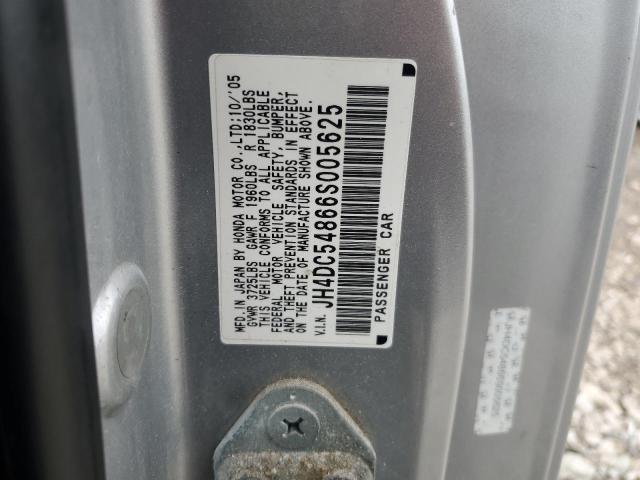 MFD. IN JAPAN BY HONDA MOTOR CO.,LTD:10/'05
GVWR 3725LBS GAWR F 1960LBS R 1830LBS
THIS VEHICLE CONFORMS TO ALL APPLICABLE
FEDERAL MOTOR VEHICLE SAFETY, BUMPER,
AND THEFT PREVENTION STANDARDS IN EFFECT
ON THE DATE OF MANUFACTURE SHOWN ABOVE.
V.I.N. JH4DC54866S005625
PASSENGER CAR